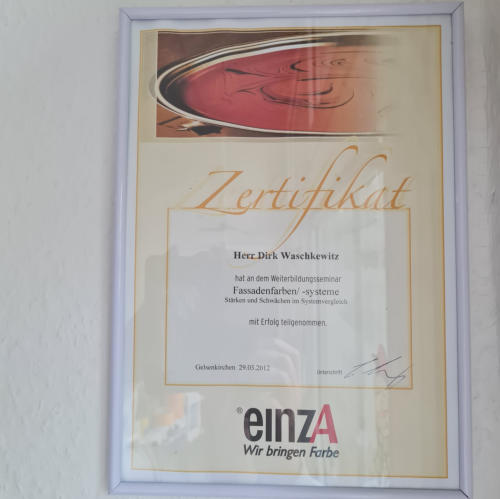 Zertifikat
Herr Dirk Waschkewitz
hat an dem Weiterbildungsseminar
Fassadenfarben/ -systeme
Stärken und Schwächen im Systemvergleich
mit Erfolg teilgenommen.
Gelsenkirchen 29.03.2012
Unterschrift
®einzA
Wir bringen Farbe